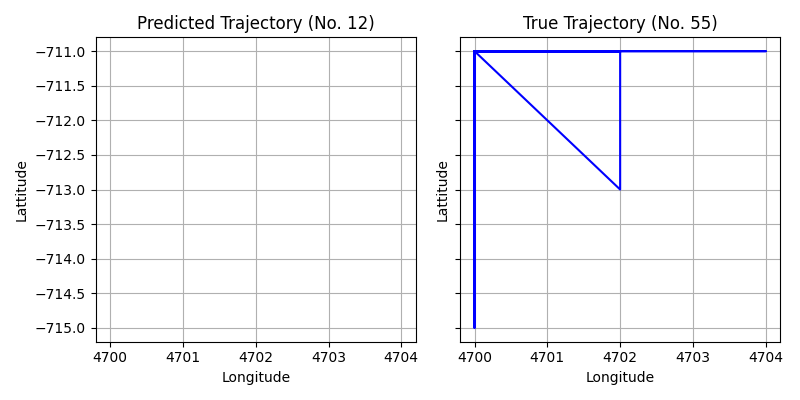 Predicted Trajectory (No. 12)
−711.0
−711.5
−712.0
−712.5
−713.0
−713.5
−714.0
−714.5
−715.0
Lattitude
4700 4701 4702 4703 4704
Longitude
True Trajectory (No. 55)
Lattitude
4700 4701 4702 4703 4704
Longitude